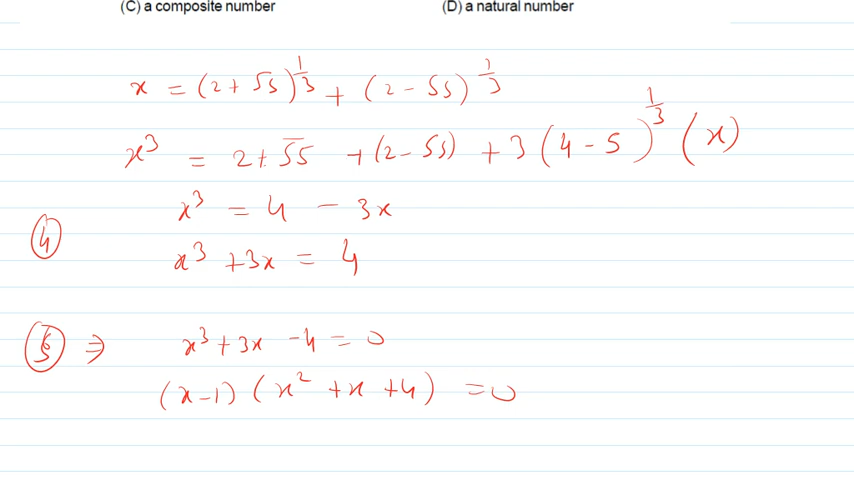 (C) a composite number (D) a natural number
x = (2 + √5)^{1/3} + (2 - √5)^{1/3}
x³ = 2 + √5 + (2 - √5) + 3 (4 - 5)^{1/3} (x)
x³ = 4 - 3x
④ x³ + 3x = 4
⑤ ⇒ x³ + 3x - 4 = 0
(x - 1) (x² + x + 4) = 0